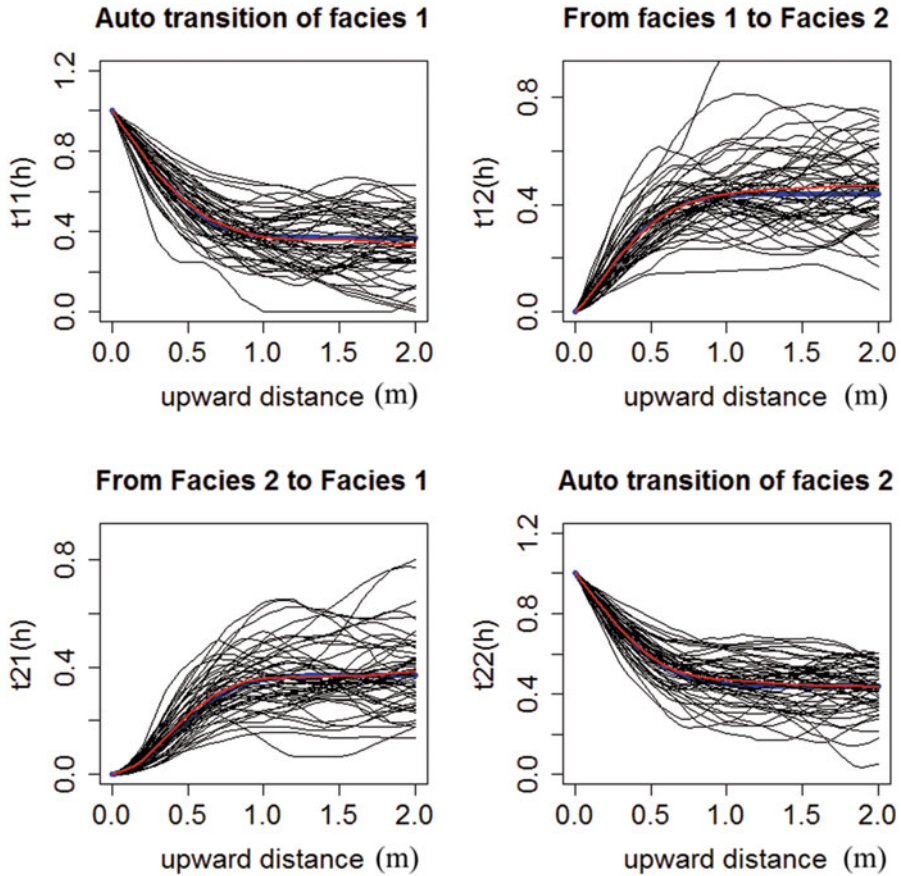 Auto transition of facies 1
t11(h)
1.2
0.8
0.4
0.0
0.0 0.5 1.0 1.5 2.0
upward distance (m)
From facies 1 to Facies 2
t12(h)
0.8
0.4
0.0
0.0 0.5 1.0 1.5 2.0
upward distance (m)
From Facies 2 to Facies 1
t21(h)
0.8
0.4
0.0
0.0 0.5 1.0 1.5 2.0
upward distance (m)
Auto transition of facies 2
t22(h)
1.2
0.8
0.4
0.0
0.0 0.5 1.0 1.5 2.0
upward distance (m)